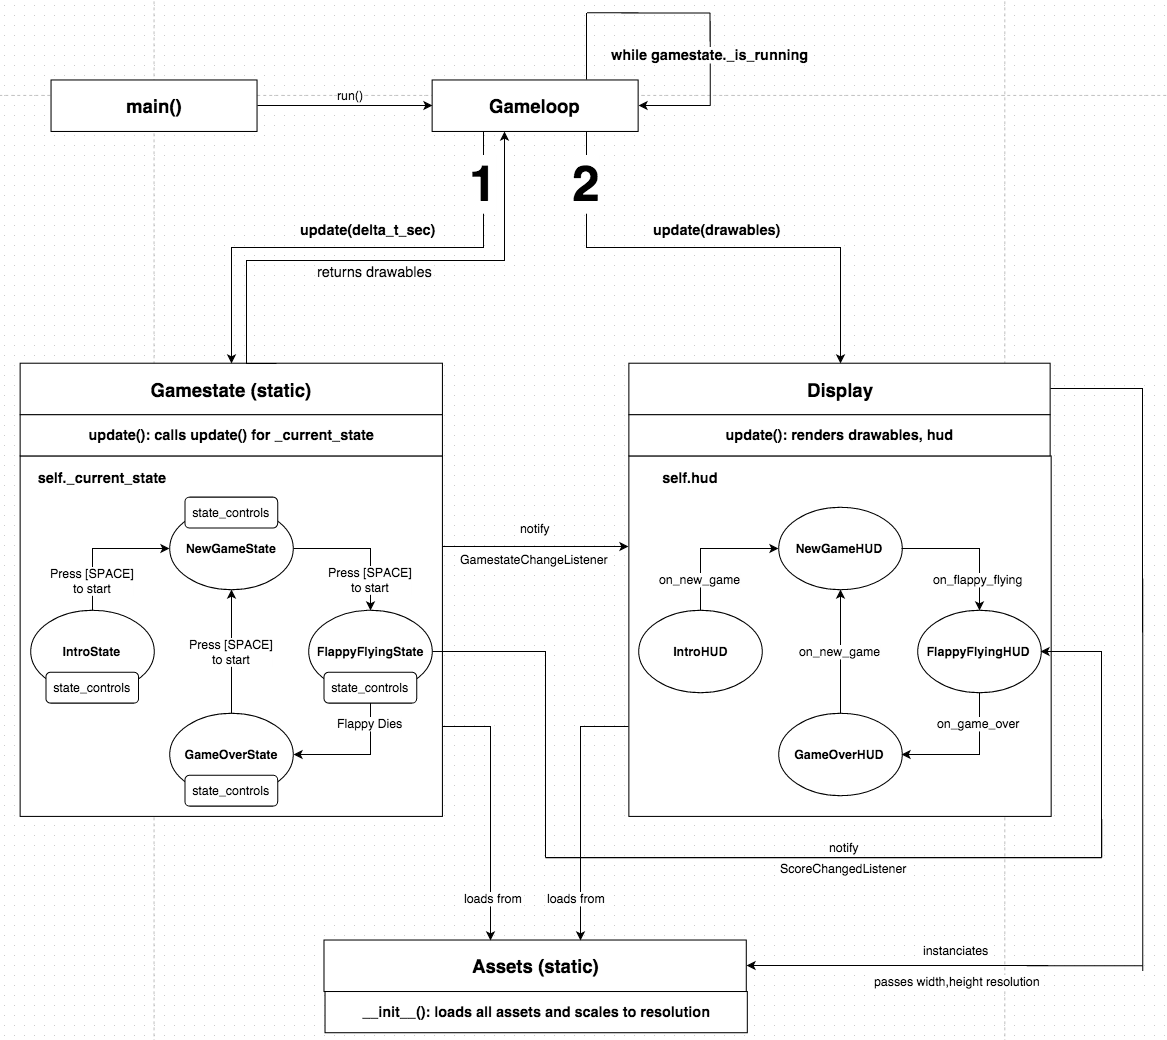 while gamestate._is_running
main()
run()
Gameloop
1
2
update(delta_t_sec)
update(drawables)
returns drawables
Gamestate (static)
Display
update(): calls update() for _current_state
update(): renders drawables, hud
self._current_state
self.hud
state_controls
NewGameState
Press [SPACE]
to start
Press [SPACE]
to start
IntroState
state_controls
Press [SPACE]
to start
FlappyFlyingState
state_controls
Flappy Dies
GameOverState
state_controls
notify
GamestateChangeListener
NewGameHUD
on_new_game
on_flappy_flying
IntroHUD
on_new_game
FlappyFlyingHUD
on_game_over
GameOverHUD
notify
ScoreChangedListener
loads from
loads from
Assets (static)
instanciates
passes width,height resolution
__init__(): loads all assets and scales to resolution